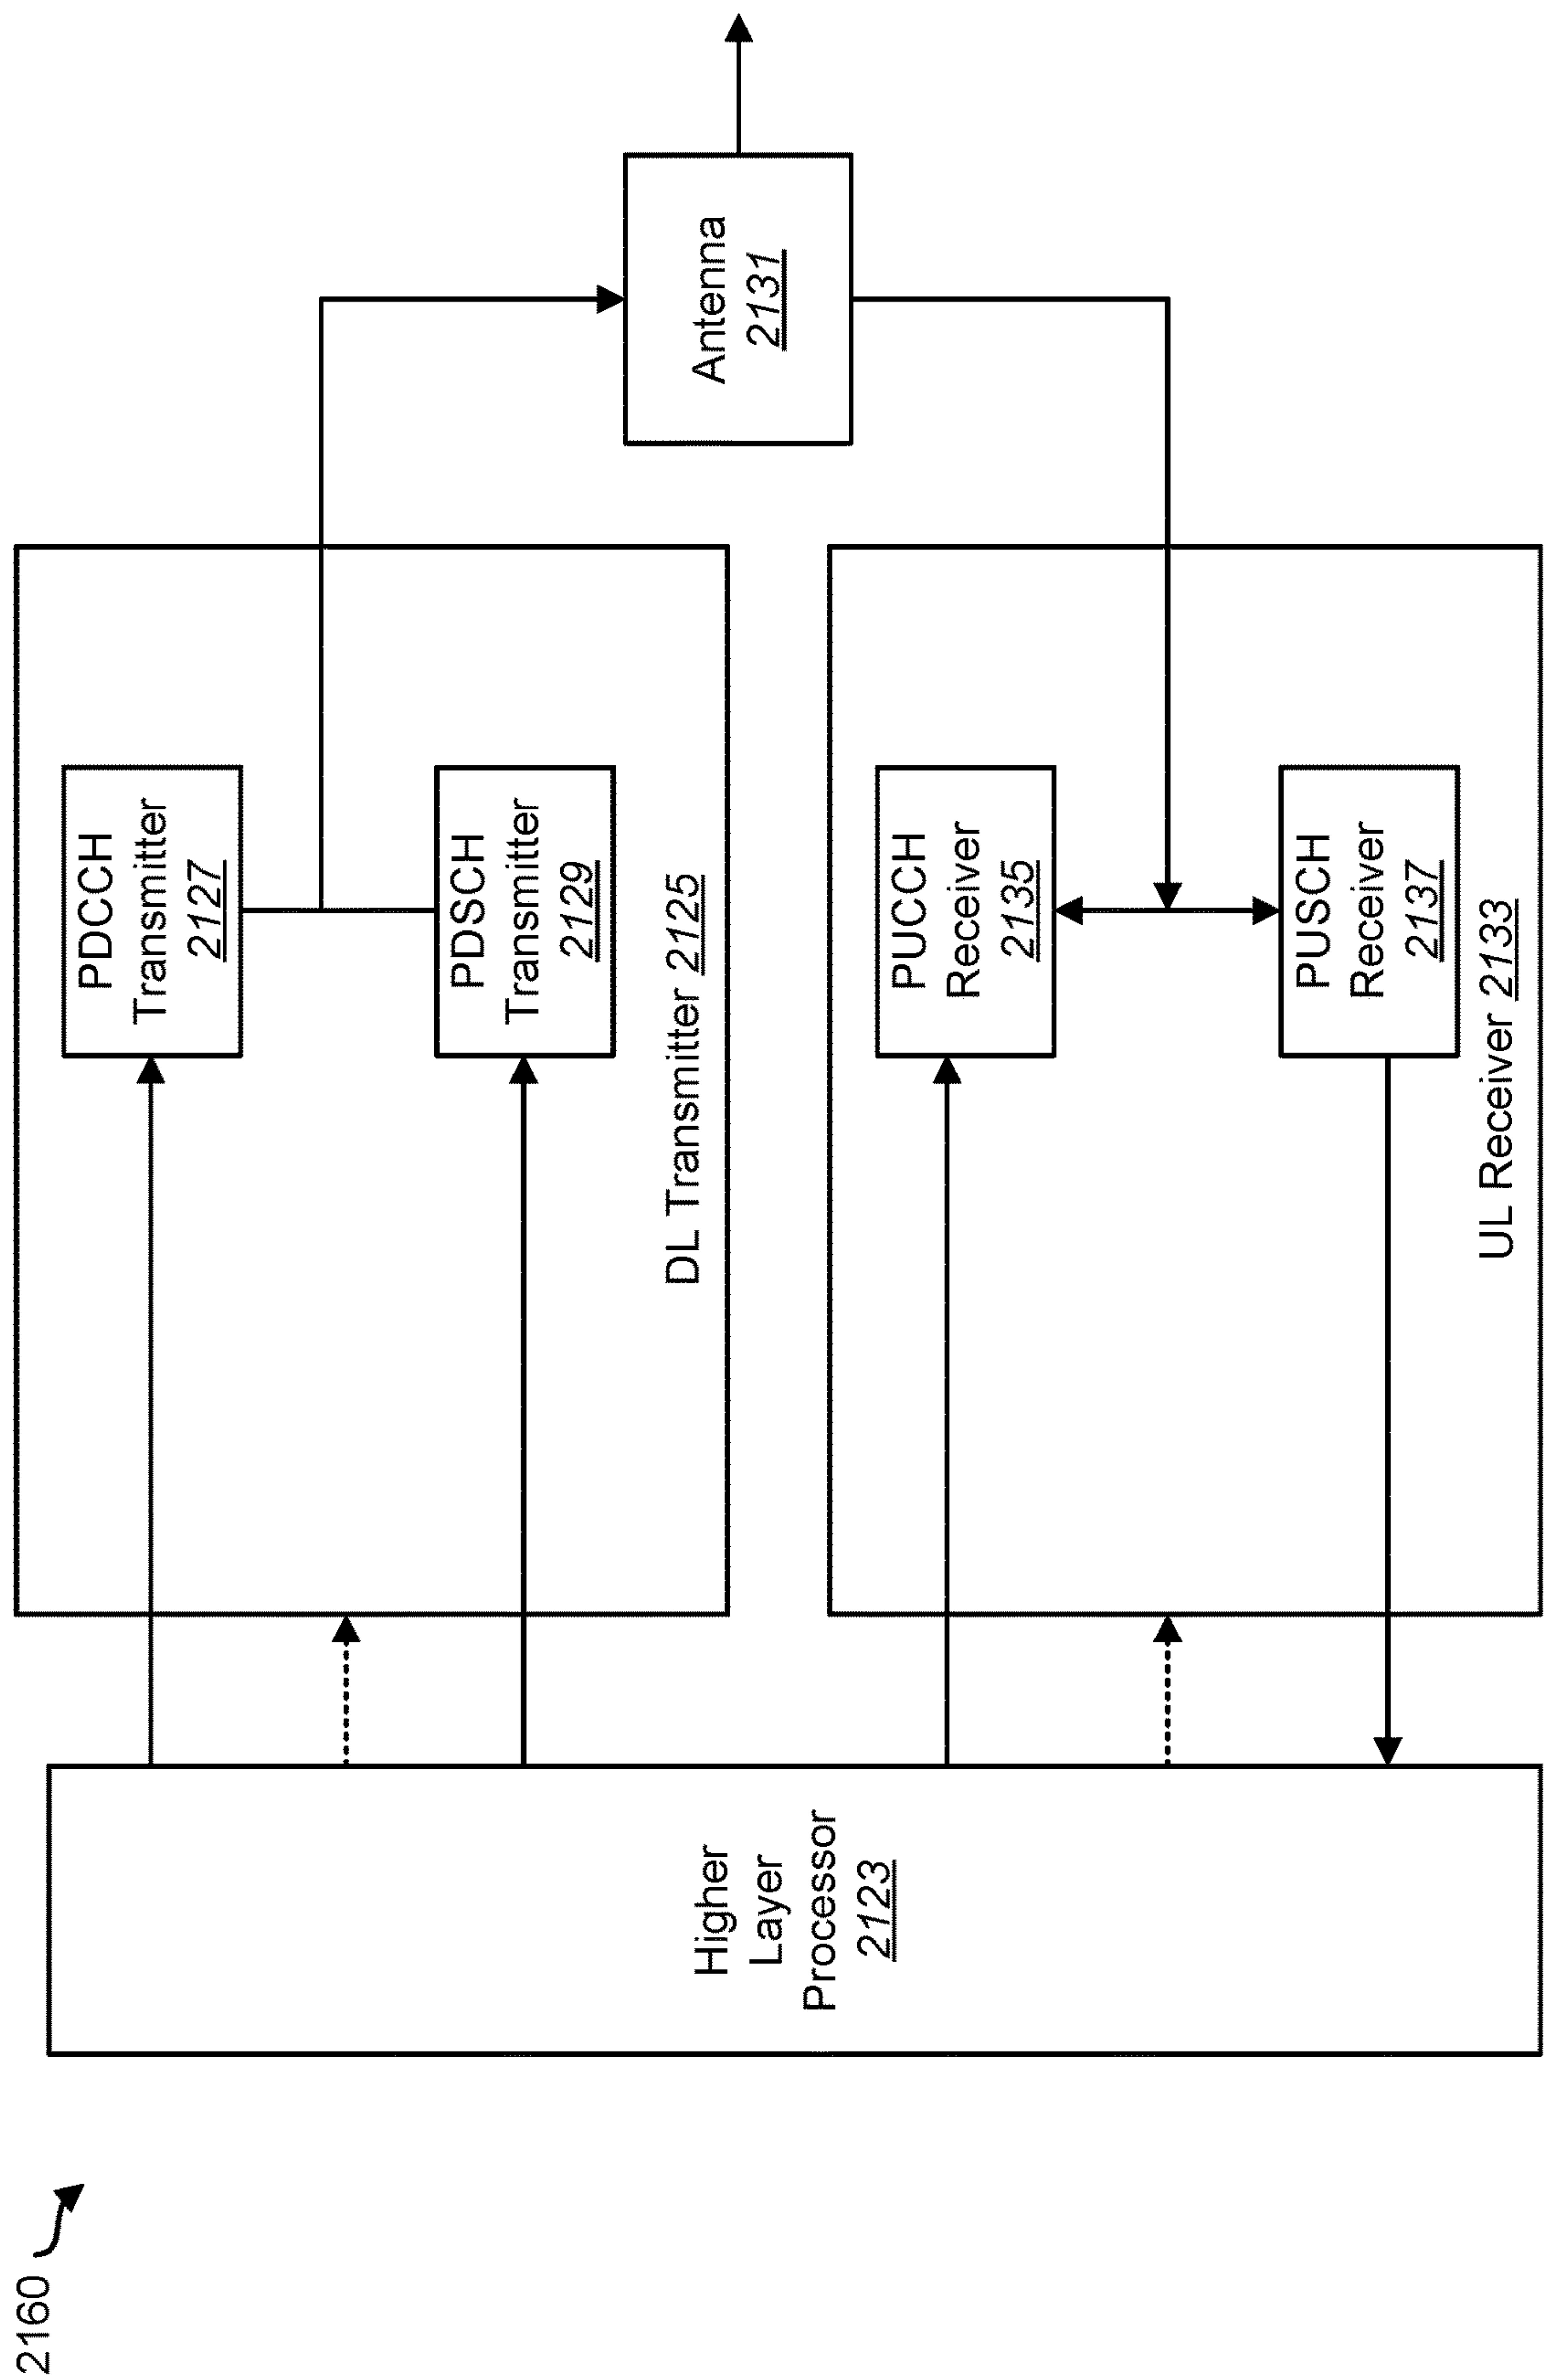 2160
Higher
Layer
Processor
2123
PDCCH
Transmitter
2127
PDSCH
Transmitter
2129
DL Transmitter 2125
PUCCH
Receiver
2135
PUSCH
Receiver
2137
UL Receiver 2133
Antenna
2131